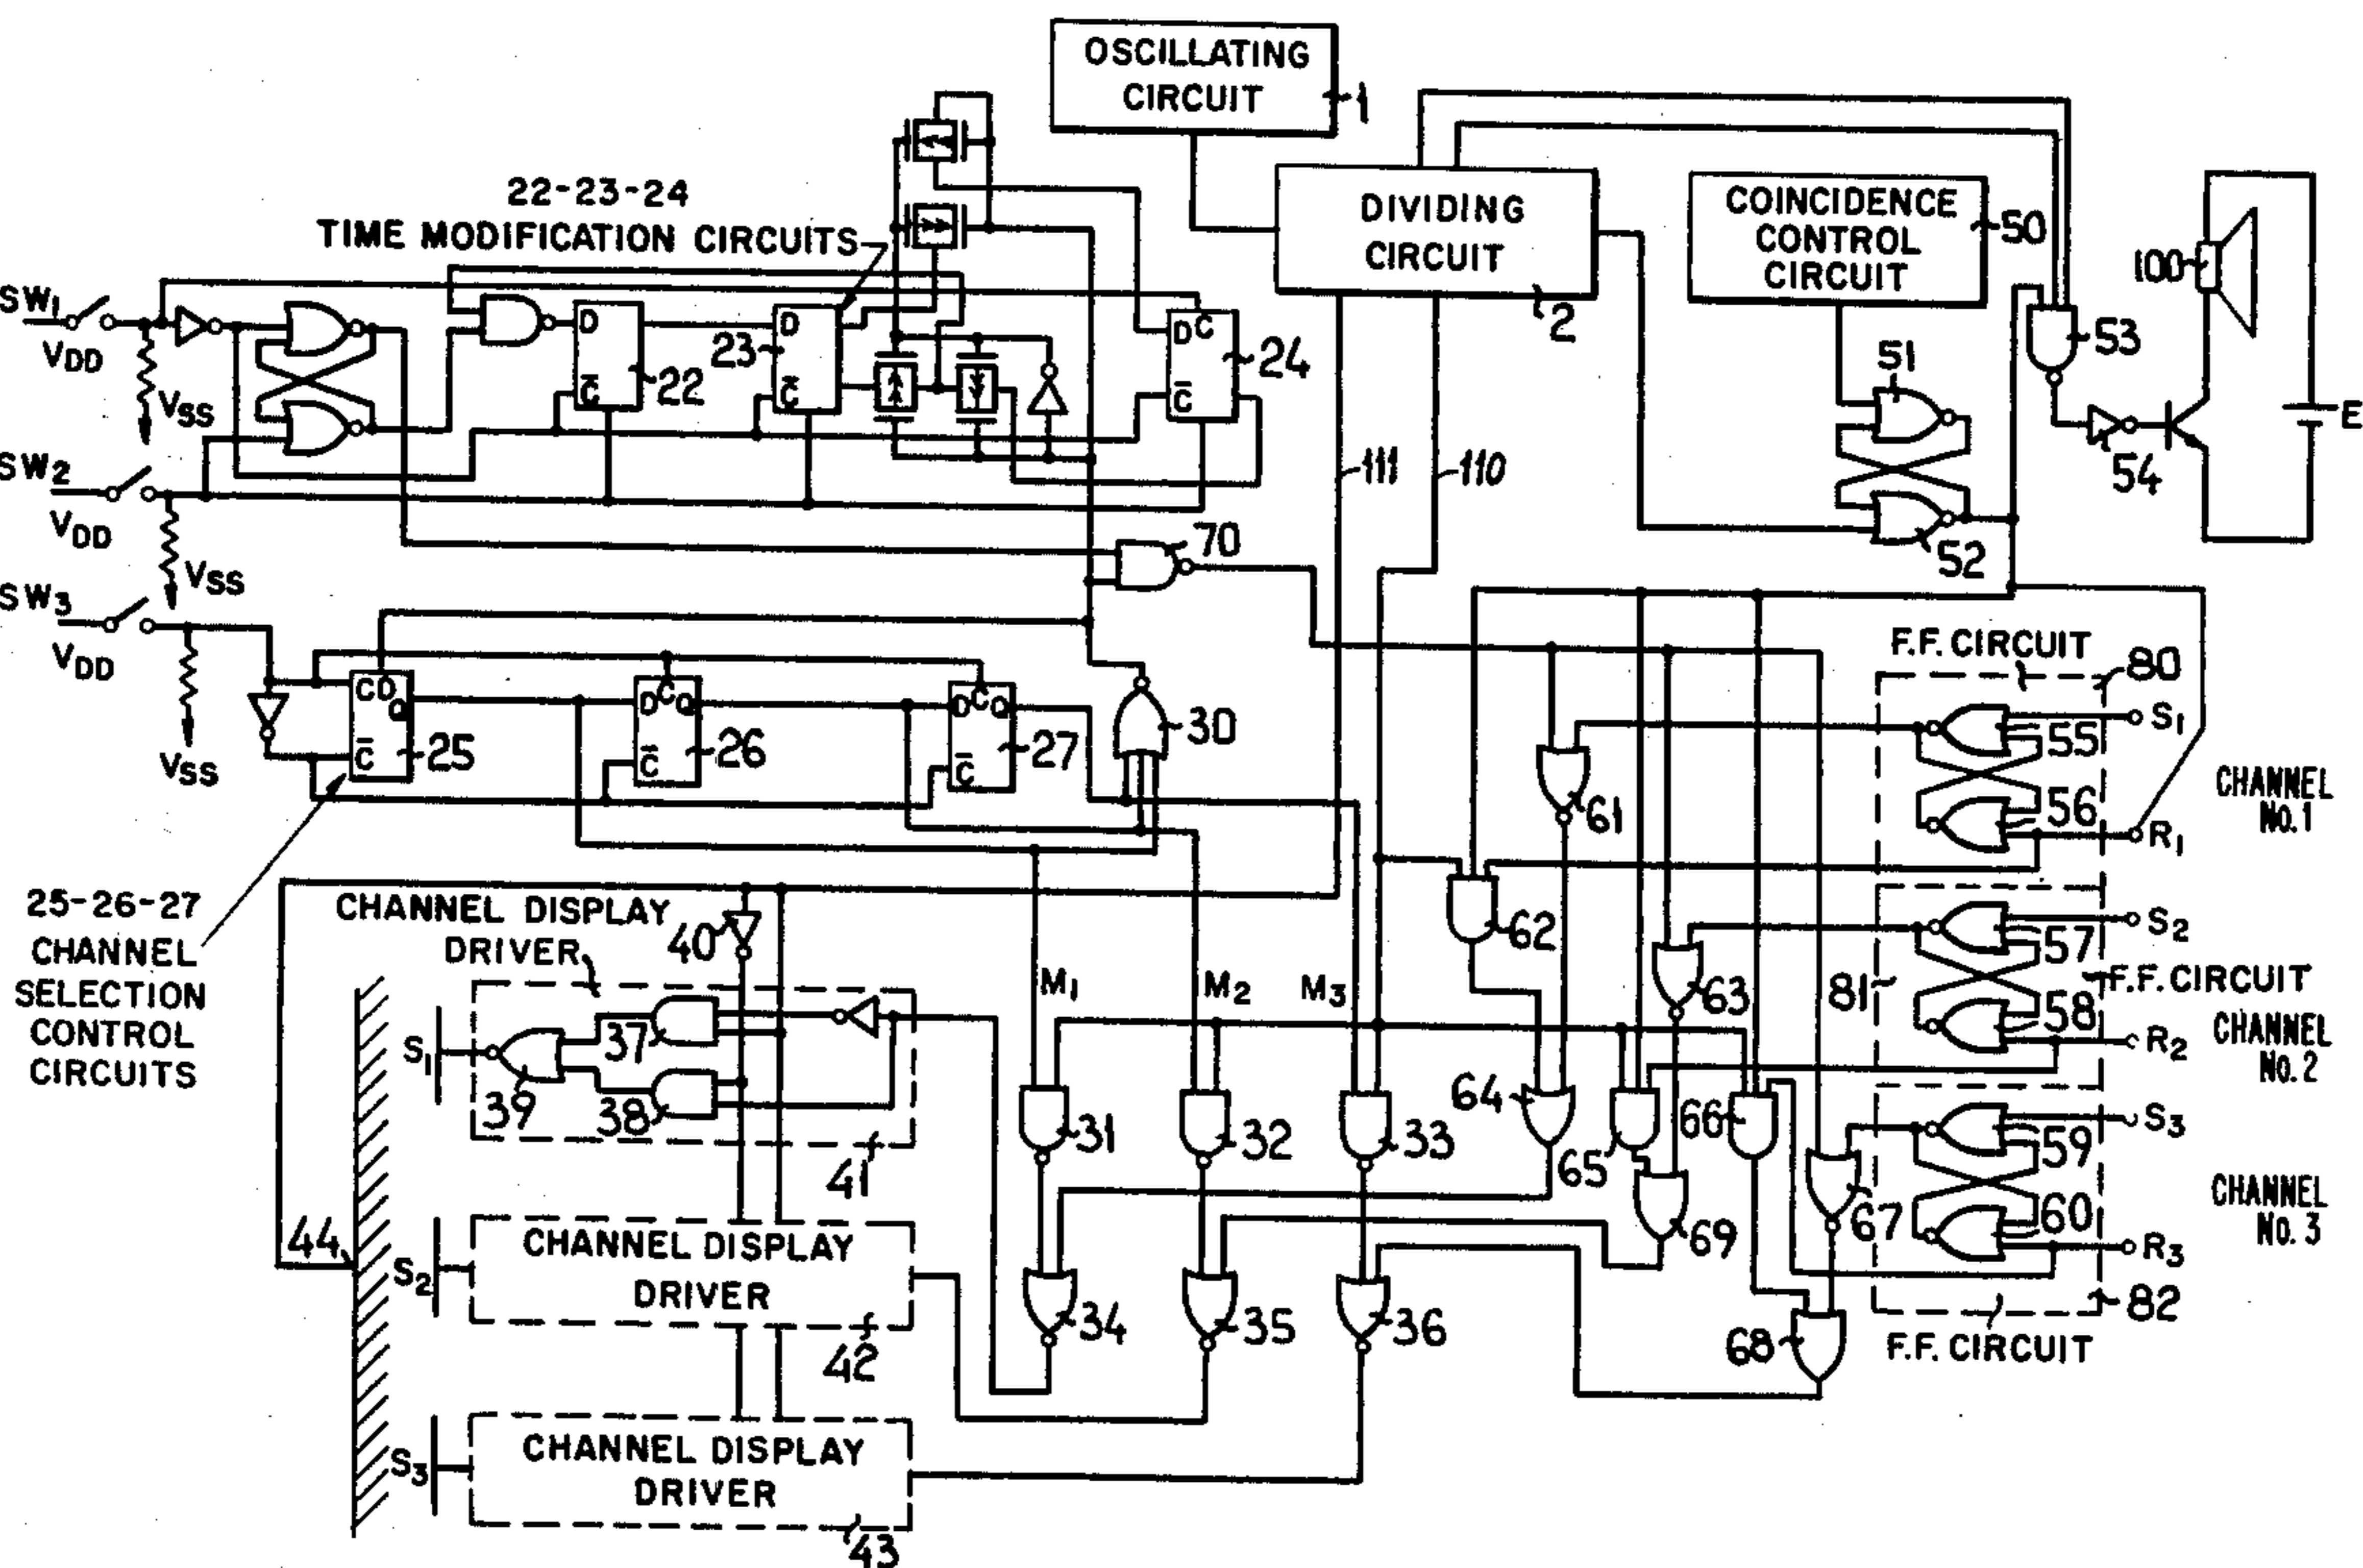 OSCILLATING
CIRCUIT
1
22-23-24
TIME MODIFICATION CIRCUITS
DIVIDING
CIRCUIT
2
COINCIDENCE
CONTROL
CIRCUIT
50
100
E
SW1
VDD
VSS
D
C̅
22
D
C̅
23
D C
C̅
24
51
52
53
54
SW2
VDD
VSS
111
110
70
SW3
VDD
VSS
C D
Q
C̅
25
D C Q
C̅
26
D C Q
C̅
27
30
F.F. CIRCUIT
80
S1
55
56
R1
CHANNEL
No.1
61
62
25-26-27
CHANNEL
SELECTION
CONTROL
CIRCUITS
CHANNEL DISPLAY
DRIVER
40
M1
M2
M3
63
81
S2
57
F.F. CIRCUIT
58
R2
CHANNEL
No.2
S1
37
38
39
41
31
32
33
64
65
66
67
S3
59
60
R3
CHANNEL
No. 3
82
F.F. CIRCUIT
44
S2
CHANNEL DISPLAY
DRIVER
42
34
35
36
69
68
S3
CHANNEL DISPLAY
DRIVER
43